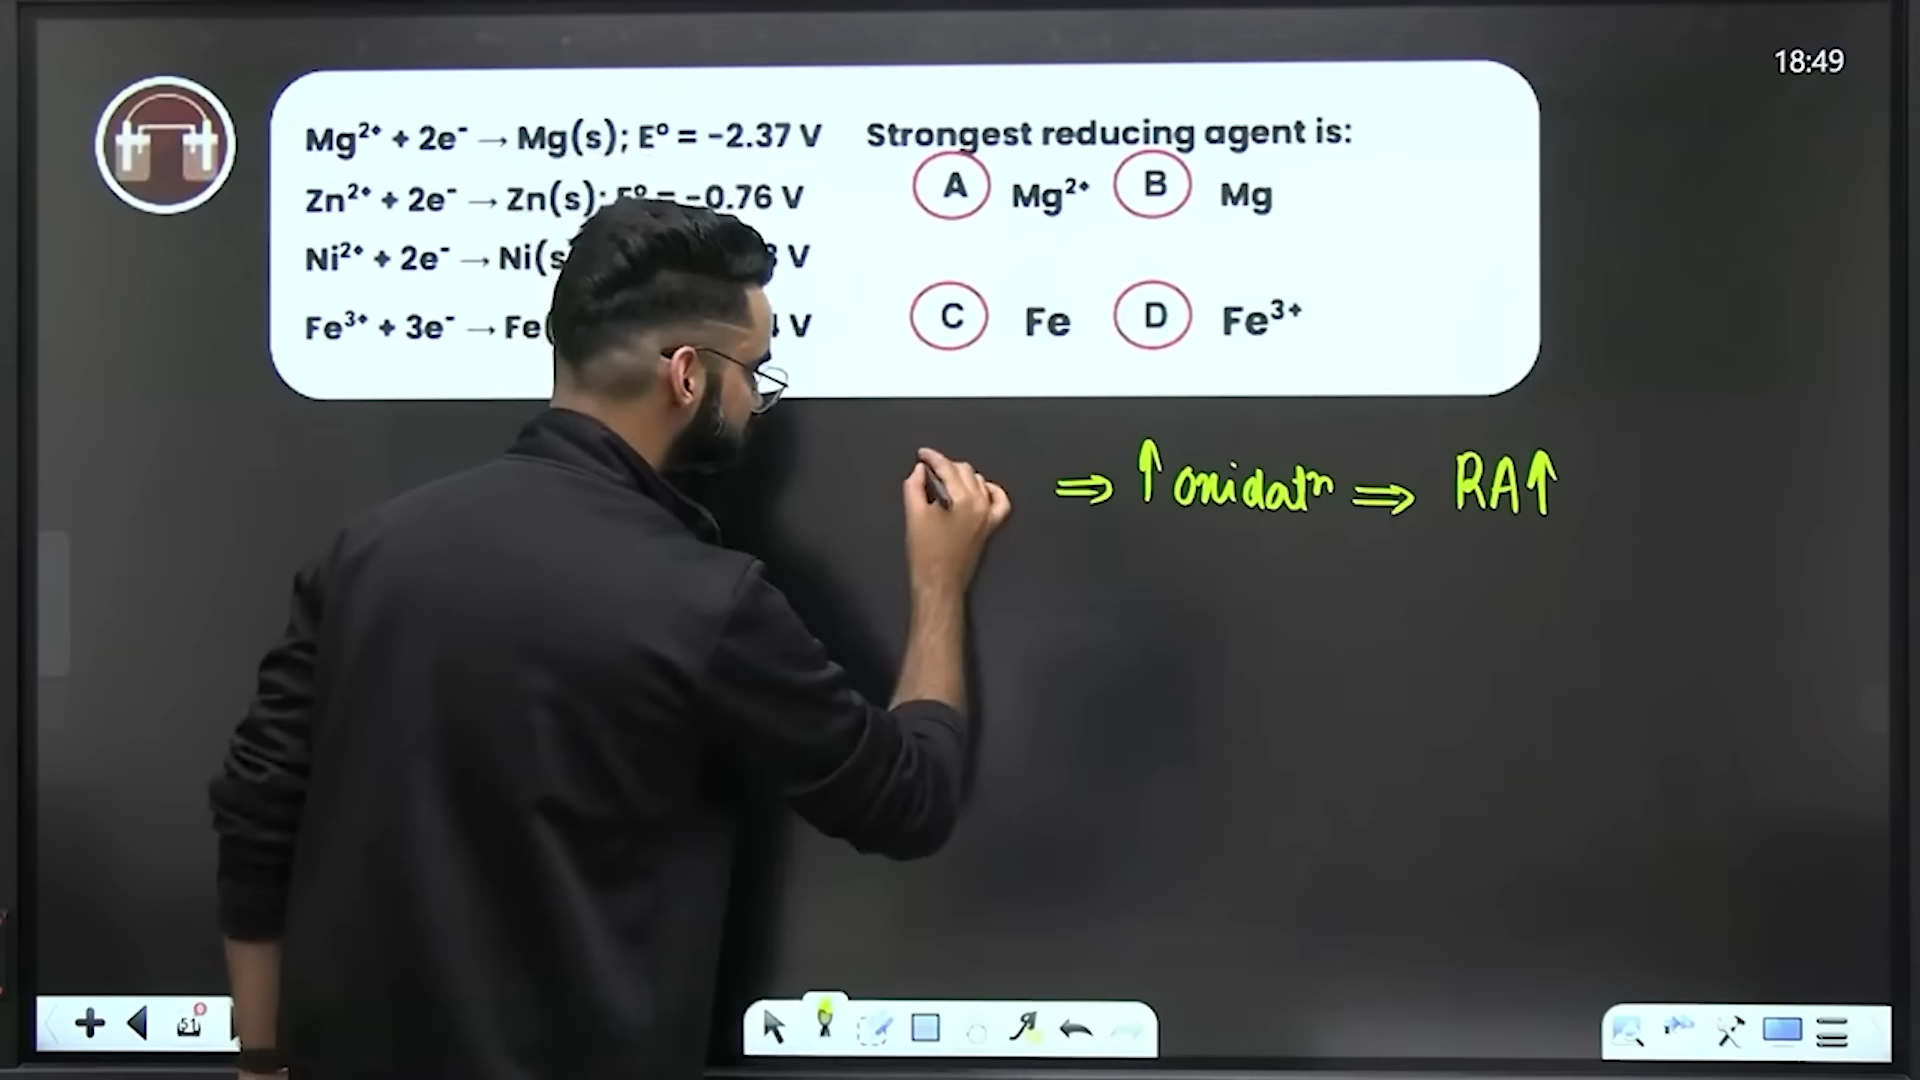 18:49
Mg²⁺ + 2e⁻ → Mg(s); E° = −2.37 V
Zn²⁺ + 2e⁻ → Zn(s); E° = −0.76 V
Ni²⁺ + 2e⁻ → Ni(s V
Fe³⁺ + 3e⁻ → Fe( V
Strongest reducing agent is:
A Mg²⁺ B Mg
C Fe D Fe³⁺
⇒ ↑ oxidatⁿ ⇒ RA↑
51